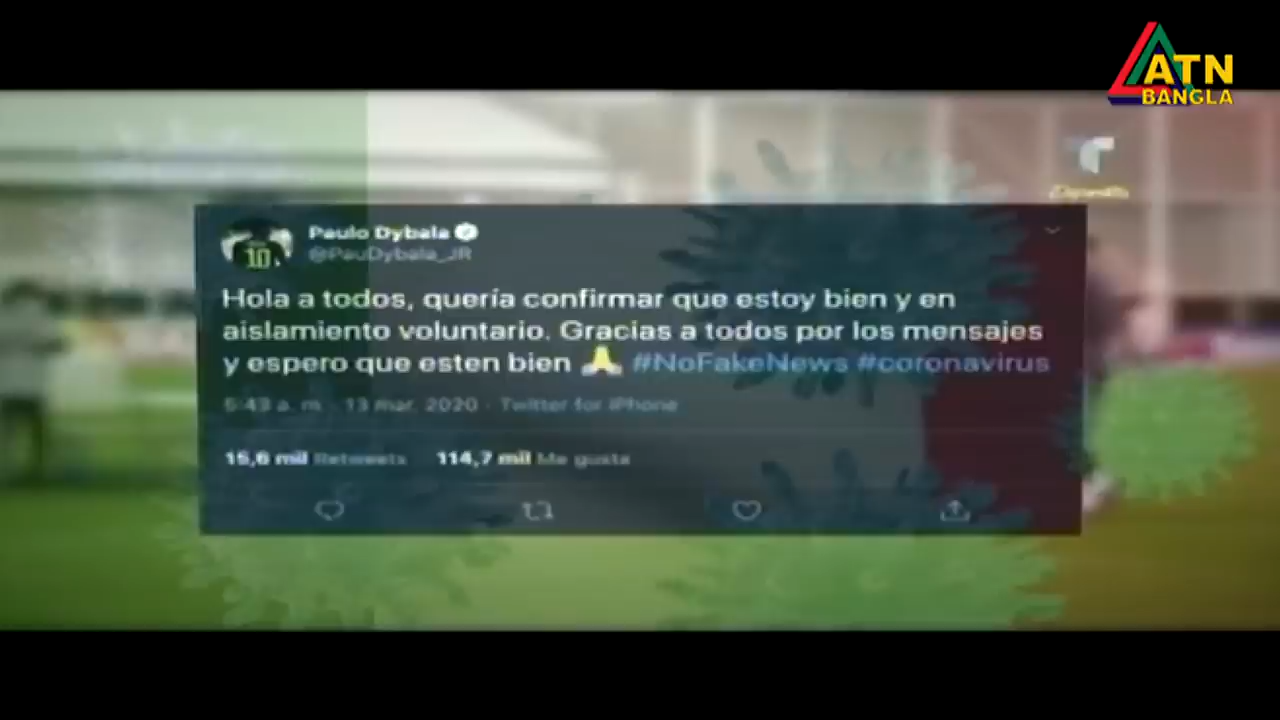 ATN
BANGLA
Paulo Dybala
10
@PauDybala_JR
Hola a todos, quería confirmar que estoy bien y en
aislamiento voluntario. Gracias a todos por los mensajes
y espero que esten bien 🙏 #NoFakeNews #coronavirus
5:43 a. m. · 13 mar. 2020 · Twitter for iPhone
15,6 mil Retweets 114,7 mil Me gusta